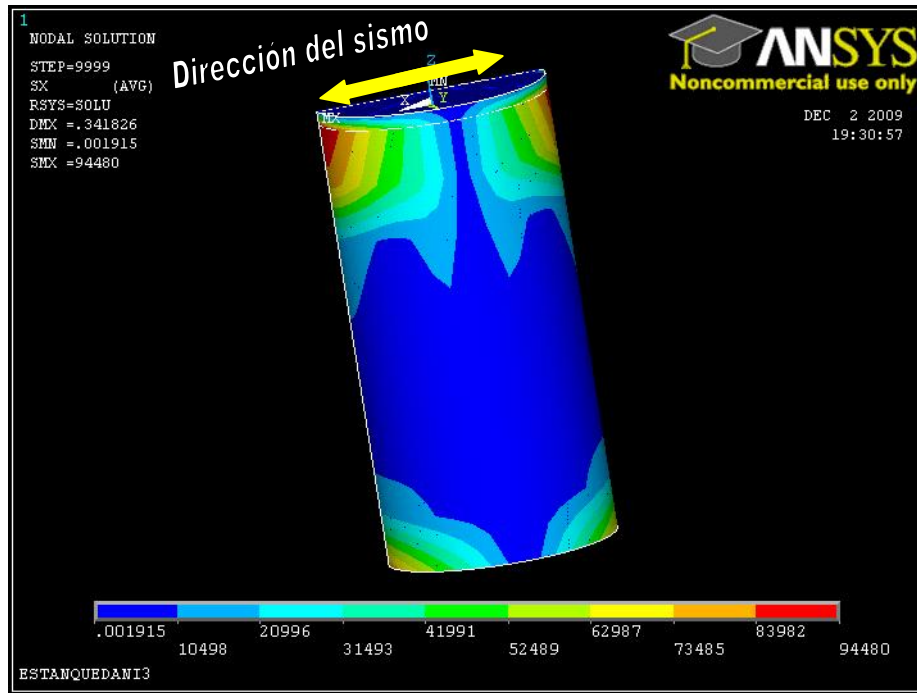 1
NODAL SOLUTION
STEP=9999
SX (AVG)
RSYS=SOLU
DMX =.341826
SMN =.001915
SMX =94480
Dirección del sismo
ANSYS
Noncommercial use only
DEC 2 2009
19:30:57
Z
MN
X
Y
MX
.001915
20996
41991
62987
83982
10498
31493
52489
73485
94480
ESTANQUEDANI3